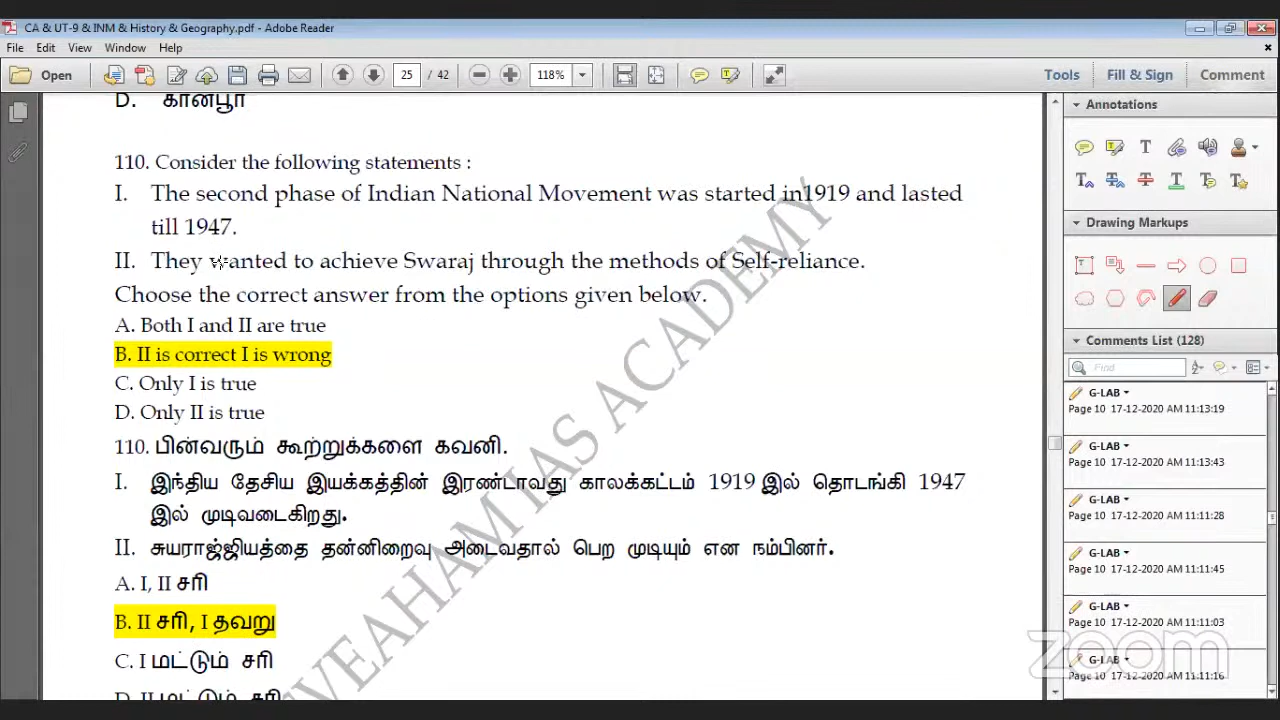 CA & UT-9 & INM & History & Geography.pdf - Adobe Reader
File Edit View Window Help
Open 25 / 42 118% Tools Fill & Sign Comment
D. கான்பூர்
110. Consider the following statements :
I. The second phase of Indian National Movement was started in1919 and lasted
till 1947.
II. They wanted to achieve Swaraj through the methods of Self-reliance.
Choose the correct answer from the options given below.
A. Both I and II are true
B. II is correct I is wrong
C. Only I is true
D. Only II is true
110. பின்வரும் கூற்றுக்களை கவனி.
I. இந்திய தேசிய இயக்கத்தின் இரண்டாவது காலக்கட்டம் 1919 இல் தொடங்கி 1947
இல் முடிவடைகிறது.
II. சுயராஜ்ஜியத்தை தன்னிறைவு அடைவதால் பெற முடியும் என நம்பினர்.
A. I, II சரி
B. II சரி, I தவறு
C. I மட்டும் சரி
D. II மட்டும் சரி
VEAHAM IAS ACADEMY
Annotations
Drawing Markups
Comments List (128)
Find
G-LAB
Page 10 17-12-2020 AM 11:13:19
G-LAB
Page 10 17-12-2020 AM 11:13:43
G-LAB
Page 10 17-12-2020 AM 11:11:28
G-LAB
Page 10 17-12-2020 AM 11:11:45
G-LAB
Page 10 17-12-2020 AM 11:11:03
G-LAB
Page 10 17-12-2020 AM 11:11:16
zoom